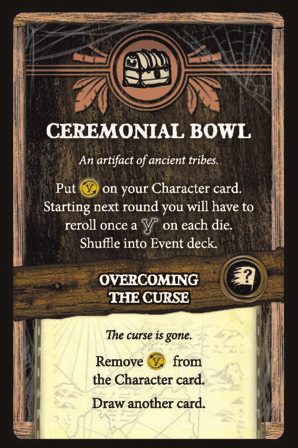 CEREMONIAL BOWL
An artifact of ancient tribes.
Put on your Character card.
Starting next round you will have to
reroll once a on each die.
Shuffle into Event deck.
OVERCOMING
THE CURSE
?
The curse is gone.
Remove from
the Character card.
Draw another card.